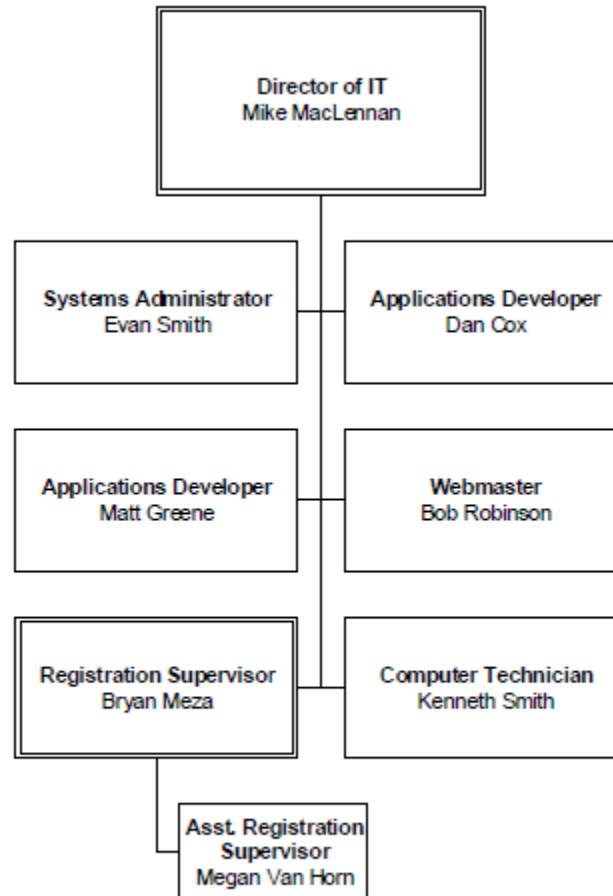 Director of IT
Mike MacLennan
Systems Administrator
Evan Smith
Applications Developer
Dan Cox
Applications Developer
Matt Greene
Webmaster
Bob Robinson
Registration Supervisor
Bryan Meza
Computer Technician
Kenneth Smith
Asst. Registration
Supervisor
Megan Van Horn